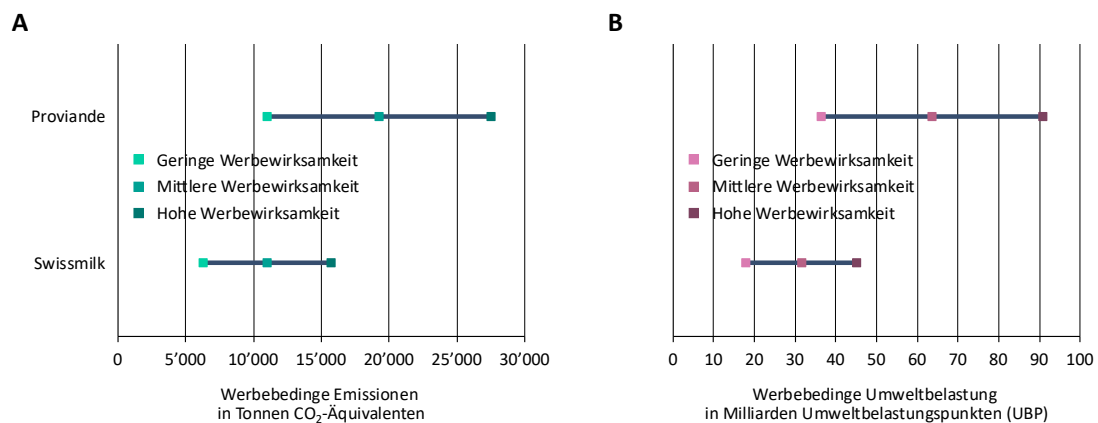 A
Proviande
Geringe Werbewirksamkeit
Mittlere Werbewirksamkeit
Hohe Werbewirksamkeit
Swissmilk
0 5’000 10’000 15’000 20’000 25’000 30’000
Werbebedinge Emissionen
in Tonnen CO₂-Äquivalenten
B
Geringe Werbewirksamkeit
Mittlere Werbewirksamkeit
Hohe Werbewirksamkeit
0 10 20 30 40 50 60 70 80 90 100
Werbebedinge Umweltbelastung
in Milliarden Umweltbelastungspunkten (UBP)